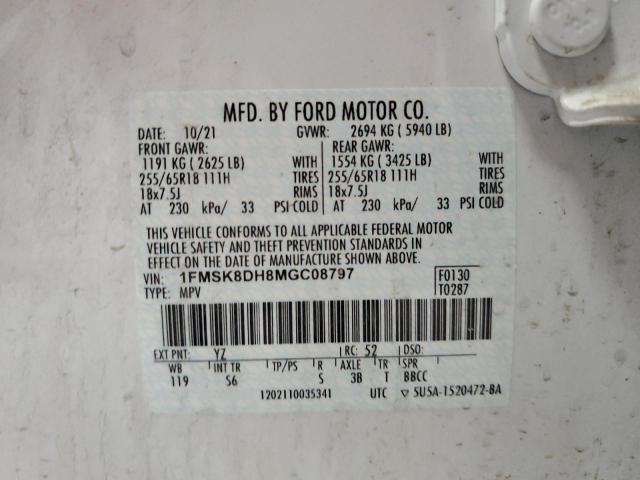 MFD. BY FORD MOTOR CO.
DATE: 10/21 GVWR: 2694 KG ( 5940 LB)
FRONT GAWR: REAR GAWR:
1191 KG ( 2625 LB) WITH 1554 KG ( 3425 LB) WITH
255/65R18 111H TIRES 255/65R18 111H TIRES
18x7.5J RIMS 18x7.5J RIMS
AT 230 kPa/ 33 PSI COLD AT 230 kPa/ 33 PSI COLD
THIS VEHICLE CONFORMS TO ALL APPLICABLE FEDERAL MOTOR
VEHICLE SAFETY AND THEFT PREVENTION STANDARDS IN
EFFECT ON THE DATE OF MANUFACTURE SHOWN ABOVE.
VIN: 1FMSK8DH8MGC08797 F0130
TYPE: MPV T0287
EXT PNT: YZ RC: 52 DSO:
WB INT TR TP/PS R AXLE TR SPR
119 S6 S 3B T BBCC
1202110035341 UTC ▽ SU5A-1520472-BA